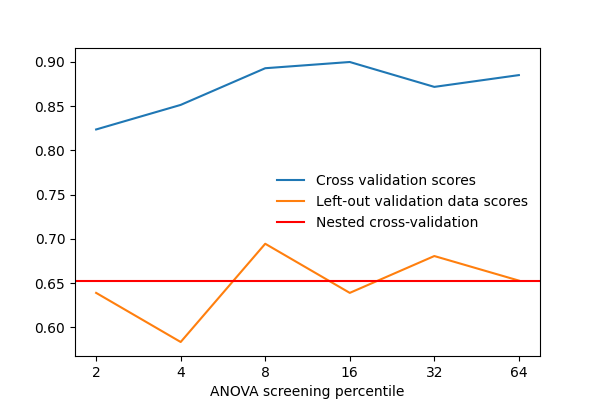 0.90
0.85
0.80
0.75
0.70
0.65
0.60
Cross validation scores
Left-out validation data scores
Nested cross-validation
2 4 8 16 32 64
ANOVA screening percentile